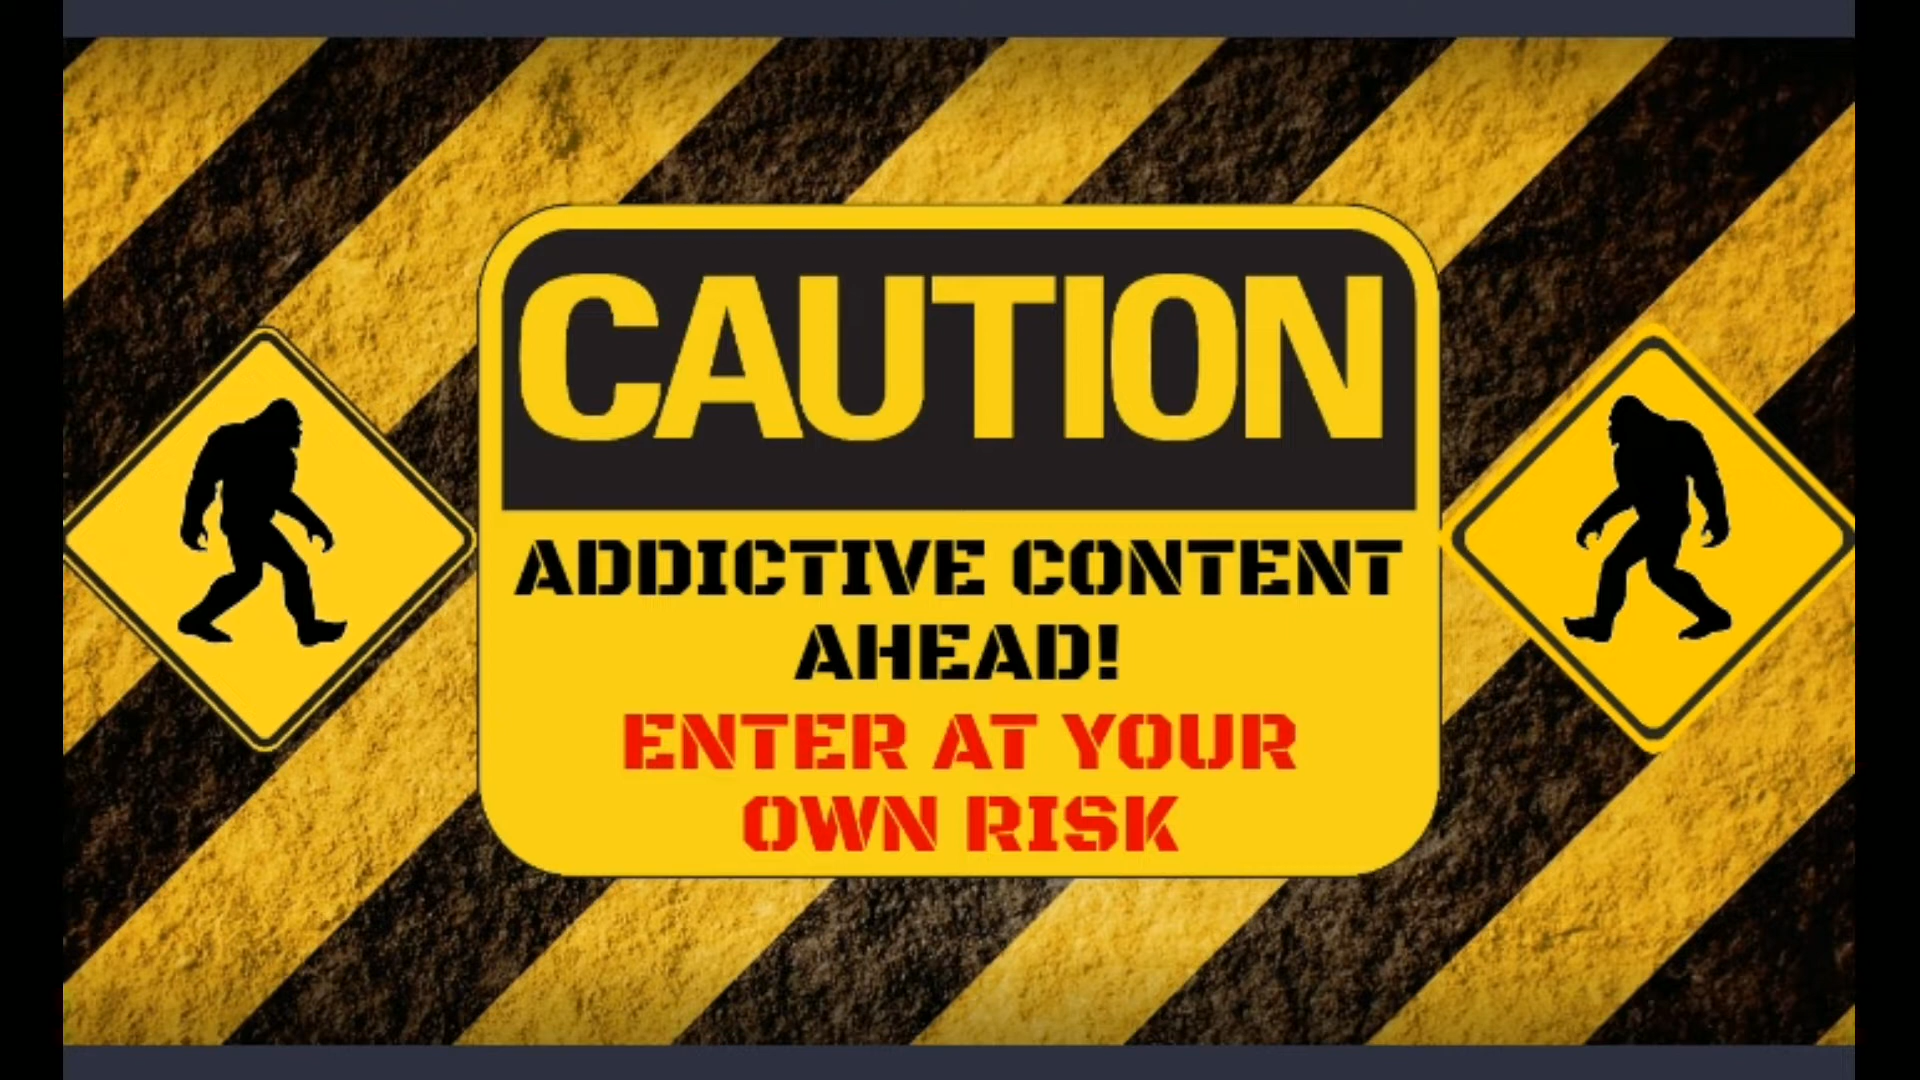 CAUTION
ADDICTIVE CONTENT
AHEAD!
ENTER AT YOUR
OWN RISK